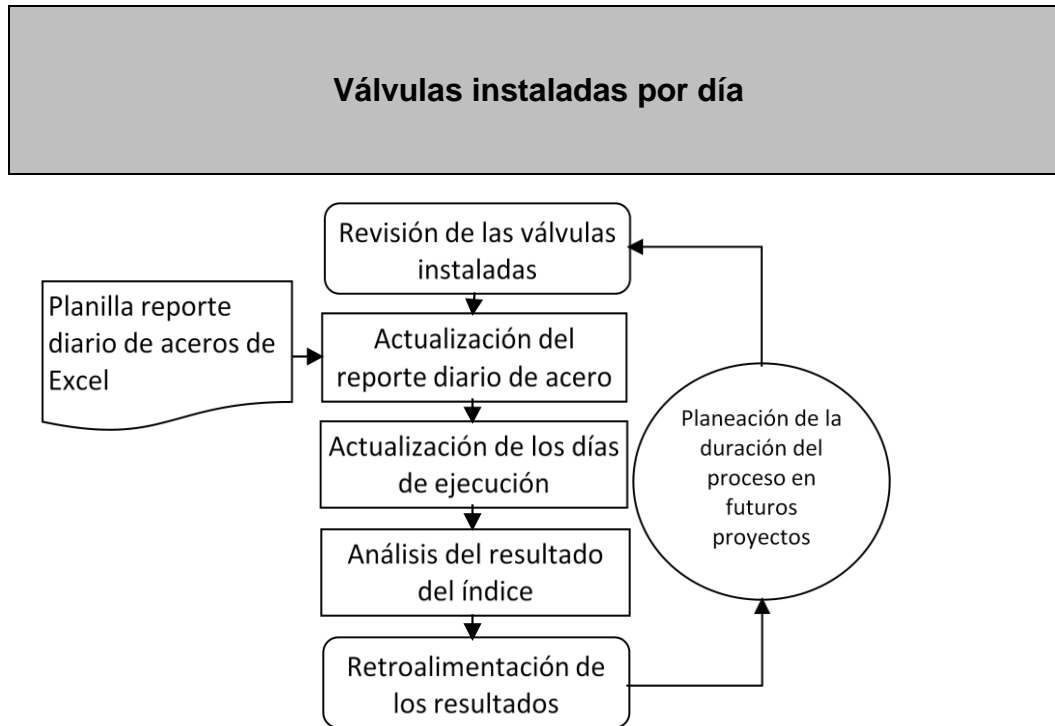 Válvulas instaladas por día
Revisión de las válvulas
instaladas
Planilla reporte
diario de aceros de
Excel
Actualización del
reporte diario de acero
Actualización de los días
de ejecución
Análisis del resultado
del índice
Retroalimentación de
los resultados
Planeación de la
duración del
proceso en
futuros
proyectos